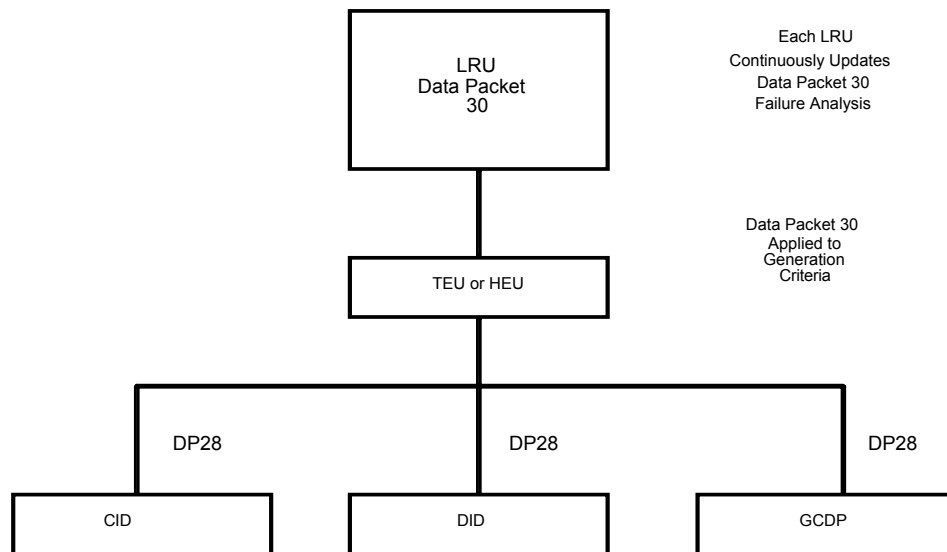 LRU
Data Packet
30
Each LRU
Continuously Updates
Data Packet 30
Failure Analysis
Data Packet 30
Applied to
Generation
Criteria
TEU or HEU
DP28
DP28
DP28
CID
DID
GCDP